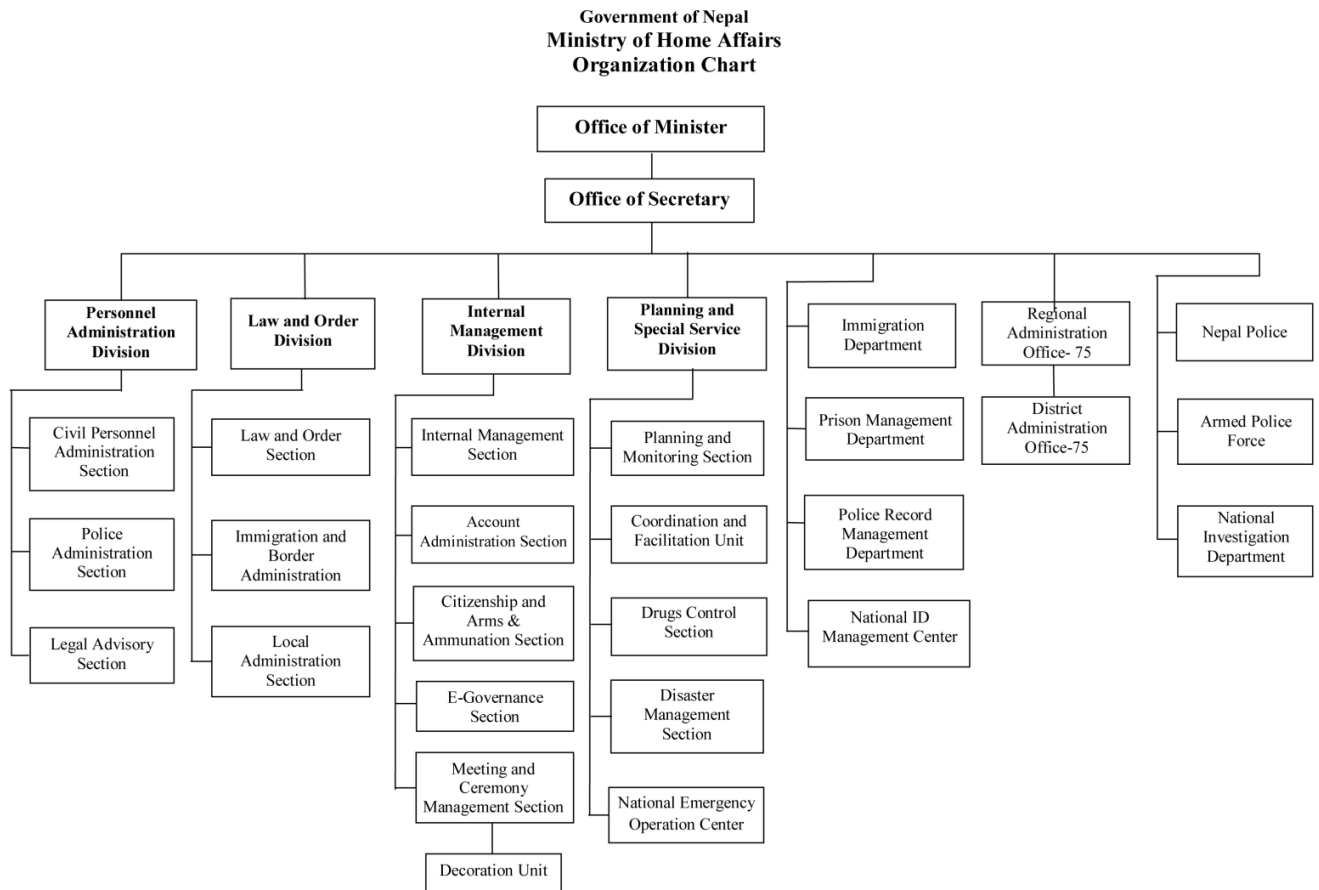 Government of Nepal
Ministry of Home Affairs
Organization Chart
Office of Minister
Office of Secretary
Personnel
Administration
Division
Civil Personnel
Administration
Section
Police
Administration
Section
Legal Advisory
Section
Law and Order
Division
Law and Order
Section
Immigration and
Border
Administration
Local
Administration
Section
Internal
Management
Division
Internal Management
Section
Account
Administration Section
Citizenship and
Arms &
Ammunation Section
E-Governance
Section
Meeting and
Ceremony
Management Section
Decoration Unit
Planning and
Special Service
Division
Planning and
Monitoring Section
Coordination and
Facilitation Unit
Drugs Control
Section
Disaster
Management
Section
National Emergency
Operation Center
Immigration
Department
Prison Management
Department
Police Record
Management
Department
National ID
Management Center
Regional
Administration
Office- 75
District
Administration
Office-75
Nepal Police
Armed Police
Force
National
Investigation
Department